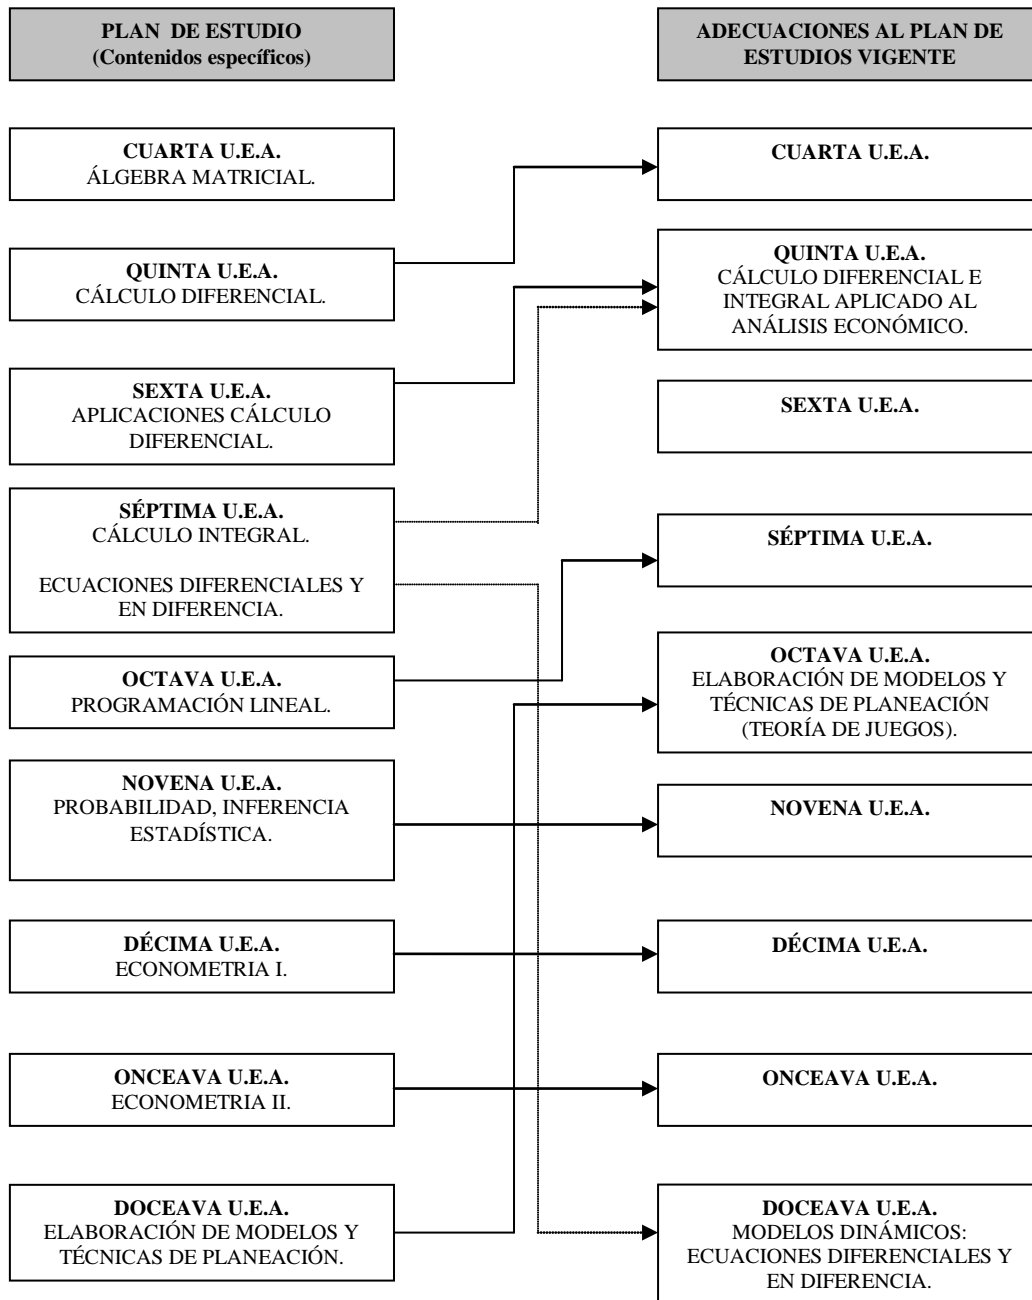 PLAN DE ESTUDIO
(Contenidos específicos)
CUARTA U.E.A.
ÁLGEBRA MATRICIAL.
QUINTA U.E.A.
CÁLCULO DIFERENCIAL.
SEXTA U.E.A.
APLICACIONES CÁLCULO
DIFERENCIAL.
SÉPTIMA U.E.A.
CÁLCULO INTEGRAL.
ECUACIONES DIFERENCIALES Y
EN DIFERENCIA.
OCTAVA U.E.A.
PROGRAMACIÓN LINEAL.
NOVENA U.E.A.
PROBABILIDAD, INFERENCIA
ESTADÍSTICA.
DÉCIMA U.E.A.
ECONOMETRIA I.
ONCEAVA U.E.A.
ECONOMETRIA II.
DOCEAVA U.E.A.
ELABORACIÓN DE MODELOS Y
TÉCNICAS DE PLANEACIÓN.
ADECUACIONES AL PLAN DE
ESTUDIOS VIGENTE
CUARTA U.E.A.
QUINTA U.E.A.
CÁLCULO DIFERENCIAL E
INTEGRAL APLICADO AL
ANÁLISIS ECONÓMICO.
SEXTA U.E.A.
SÉPTIMA U.E.A.
OCTAVA U.E.A.
ELABORACIÓN DE MODELOS Y
TÉCNICAS DE PLANEACIÓN
(TEORÍA DE JUEGOS).
NOVENA U.E.A.
DÉCIMA U.E.A.
ONCEAVA U.E.A.
DOCEAVA U.E.A.
MODELOS DINÁMICOS:
ECUACIONES DIFERENCIALES Y
EN DIFERENCIA.